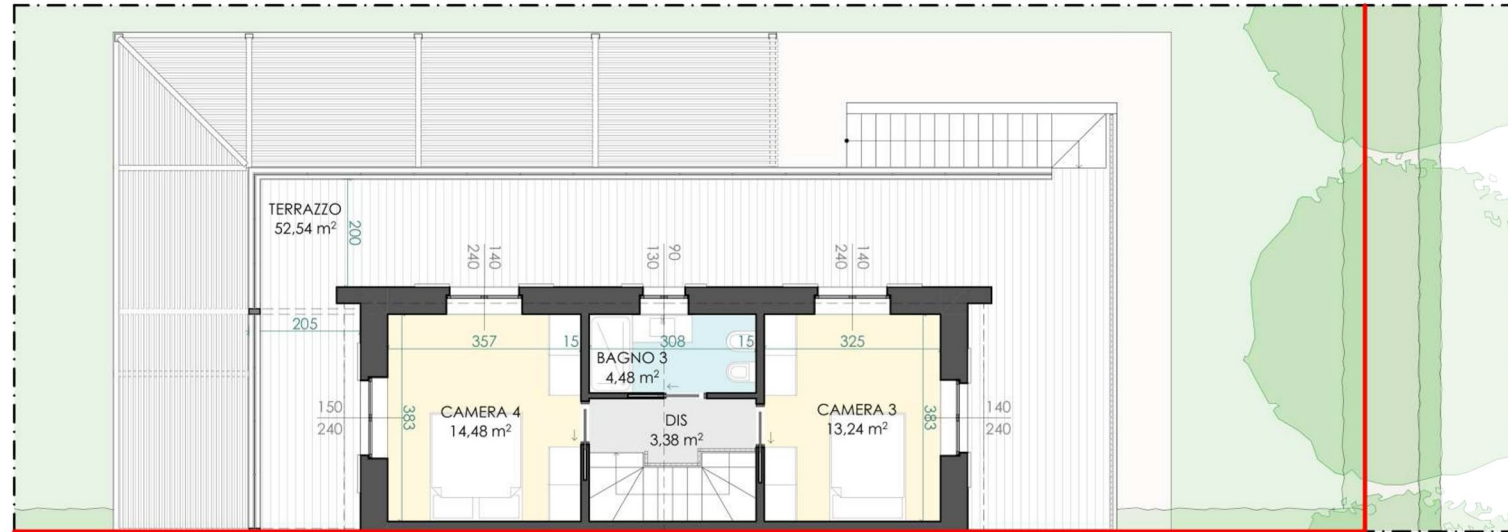 TERRAZZO
52,54 m²
200
240
140
130
90
240
140
205
357
15
308
15
325
BAGNO 3
4,48 m²
150
240
383
CAMERA 4
14,48 m²
DIS
3,38 m²
CAMERA 3
13,24 m²
383
140
240